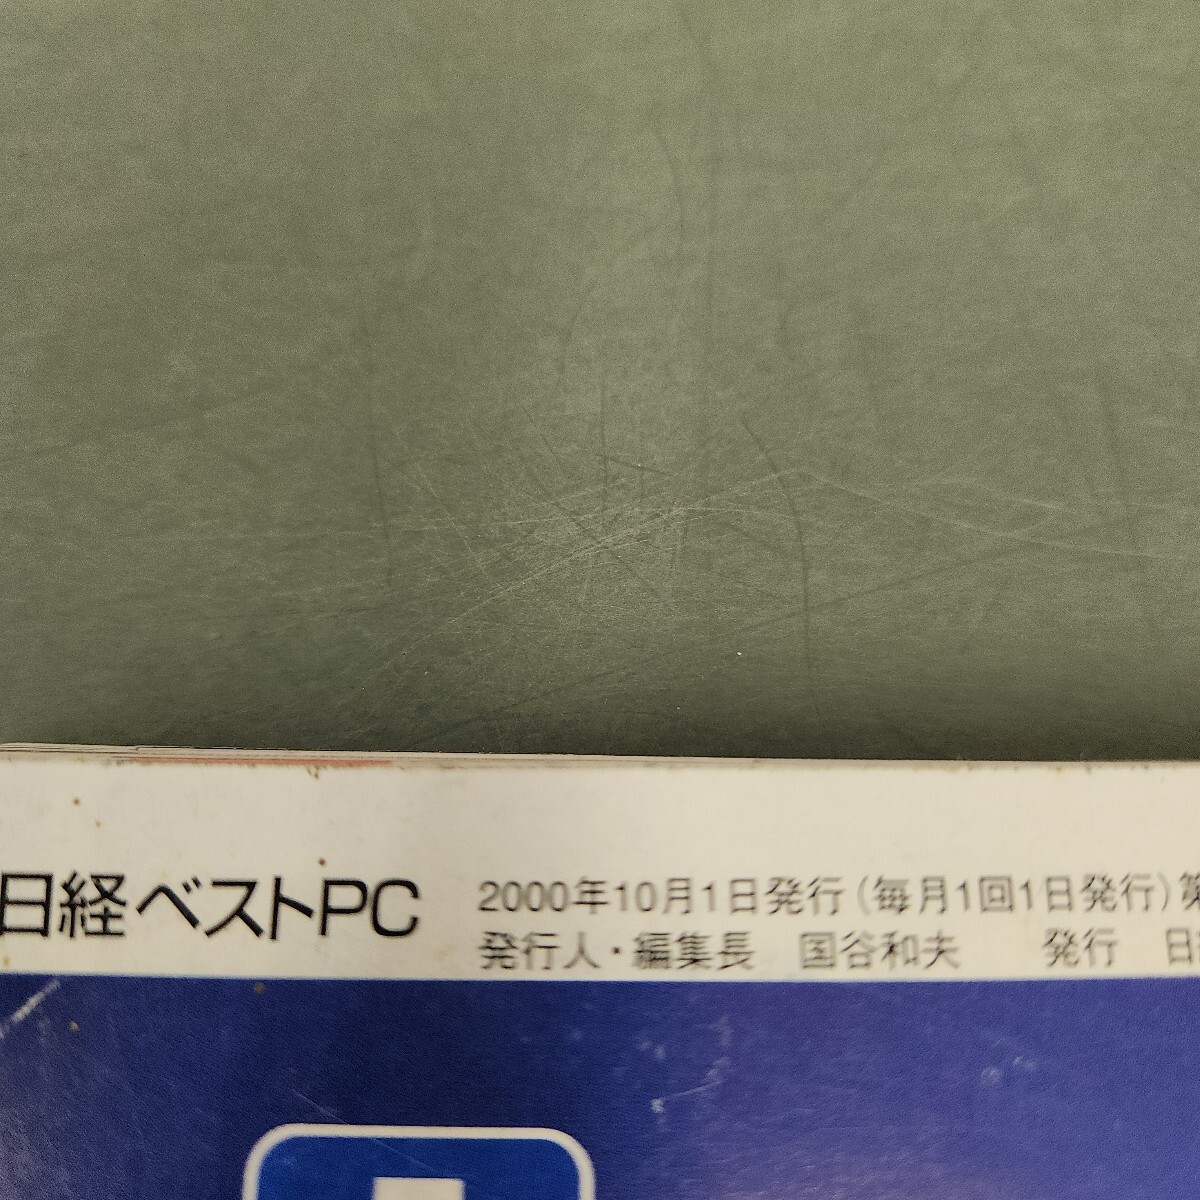 日経ベストPC
2000年10月1日発行(毎月1回1日発行)第
発行人・編集長 国谷和夫 発行 日